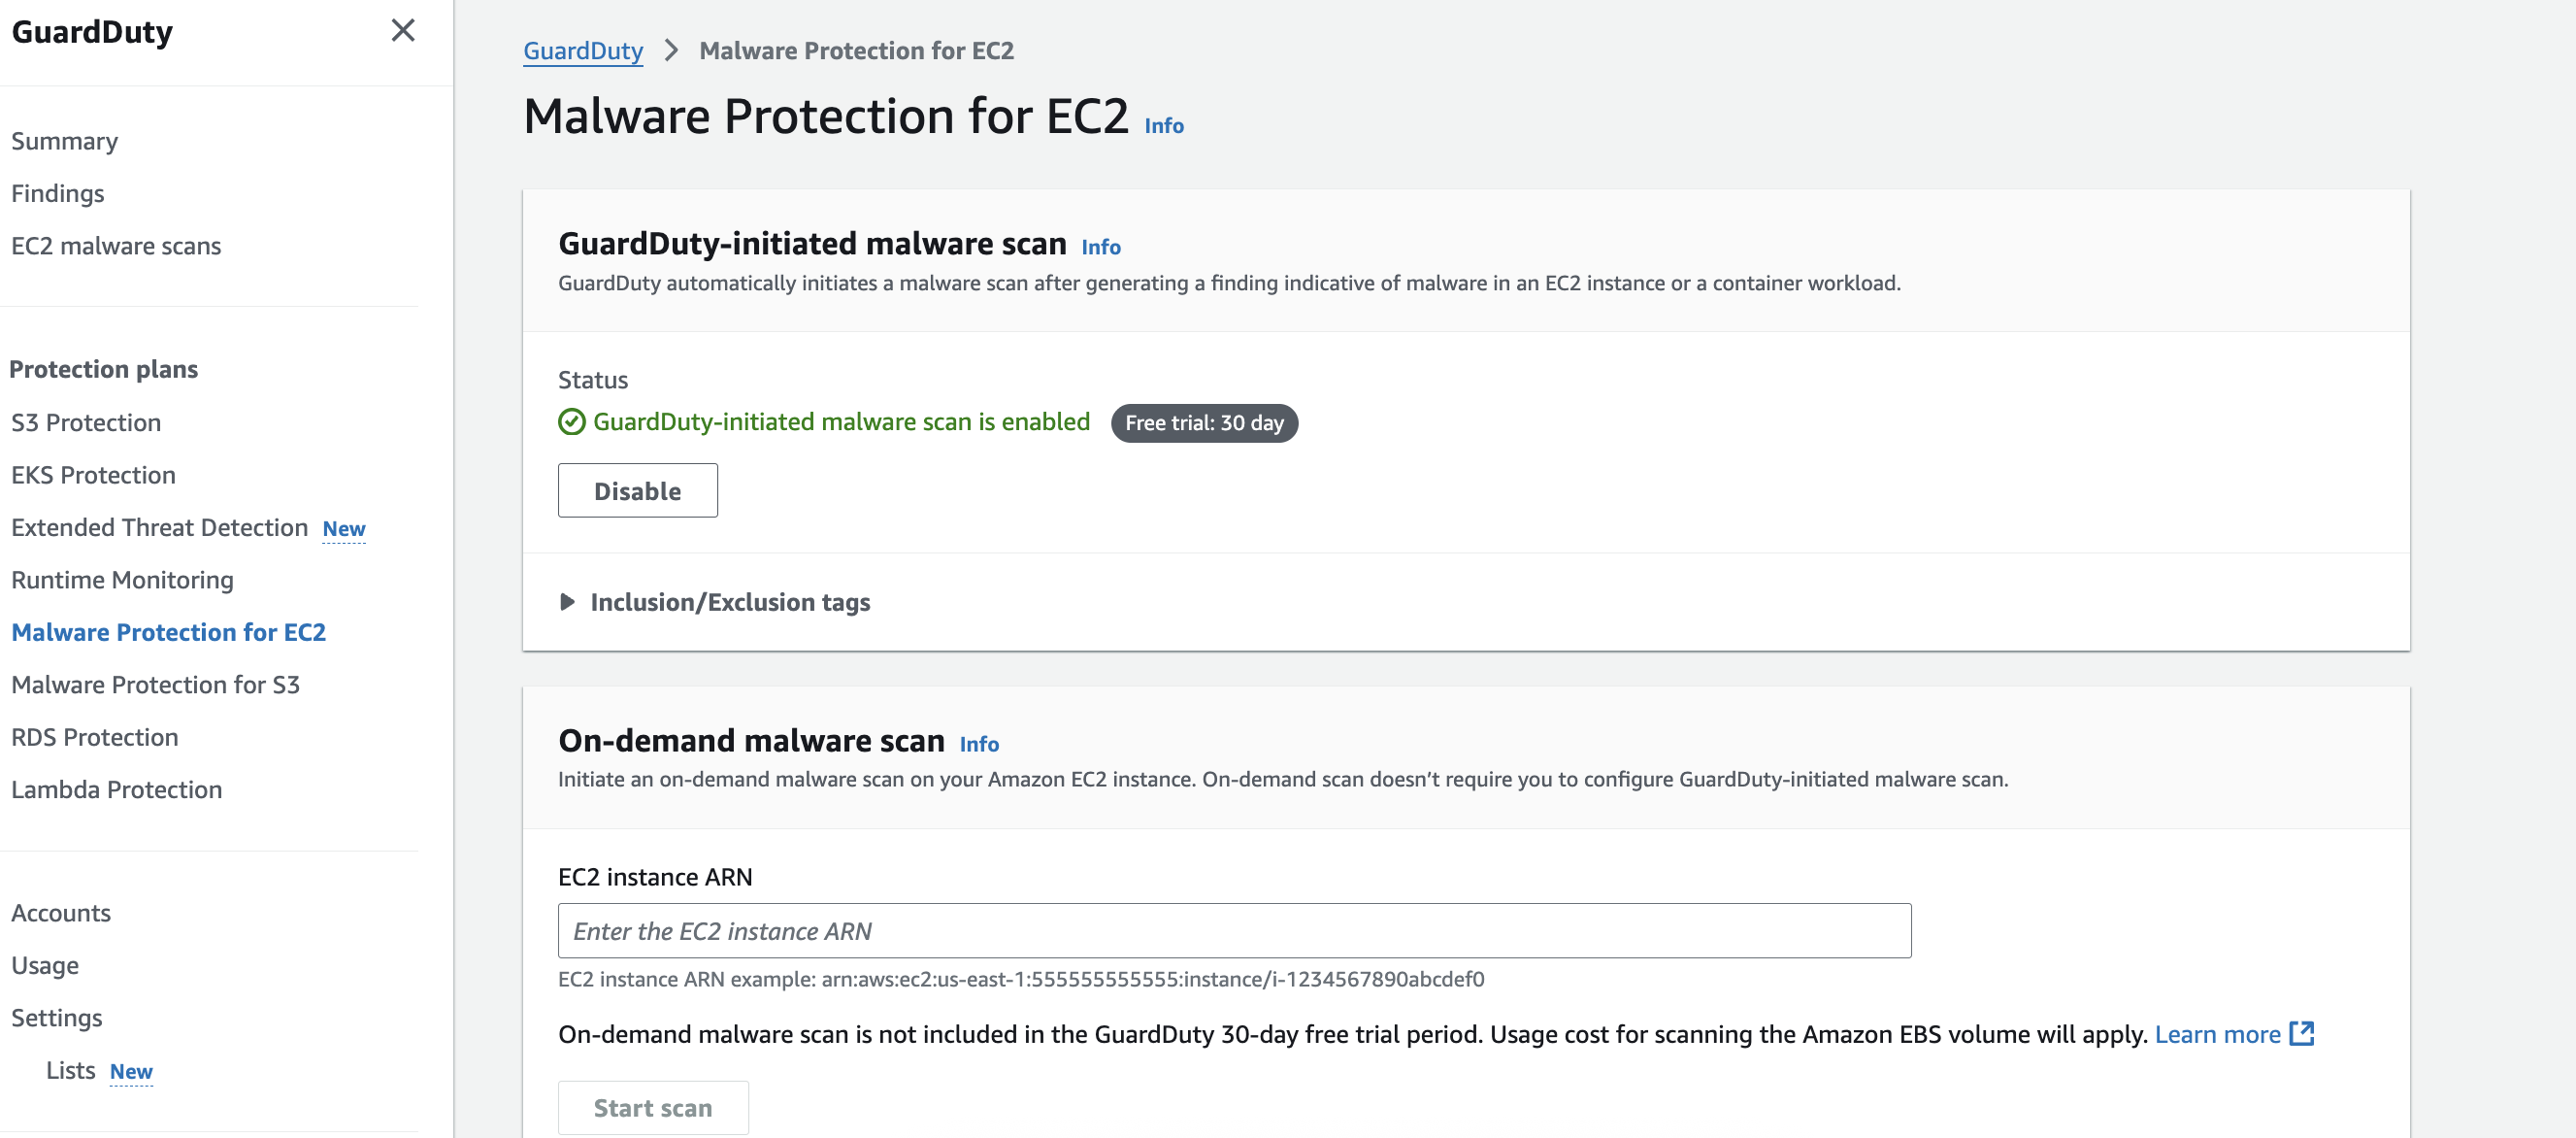 GuardDuty
Summary
Findings
EC2 malware scans
Protection plans
S3 Protection
EKS Protection
Extended Threat Detection New
Runtime Monitoring
Malware Protection for EC2
Malware Protection for S3
RDS Protection
Lambda Protection
Accounts
Usage
Settings
Lists New
GuardDuty > Malware Protection for EC2
Malware Protection for EC2 Info
GuardDuty-initiated malware scan Info
GuardDuty automatically initiates a malware scan after generating a finding indicative of malware in an EC2 instance or a container workload.
Status
GuardDuty-initiated malware scan is enabled Free trial: 30 day
Disable
Inclusion/Exclusion tags
On-demand malware scan Info
Initiate an on-demand malware scan on your Amazon EC2 instance. On-demand scan doesn’t require you to configure GuardDuty-initiated malware scan.
EC2 instance ARN
Enter the EC2 instance ARN
EC2 instance ARN example: arn:aws:ec2:us-east-1:555555555555:instance/i-1234567890abcdef0
On-demand malware scan is not included in the GuardDuty 30-day free trial period. Usage cost for scanning the Amazon EBS volume will apply. Learn more
Start scan